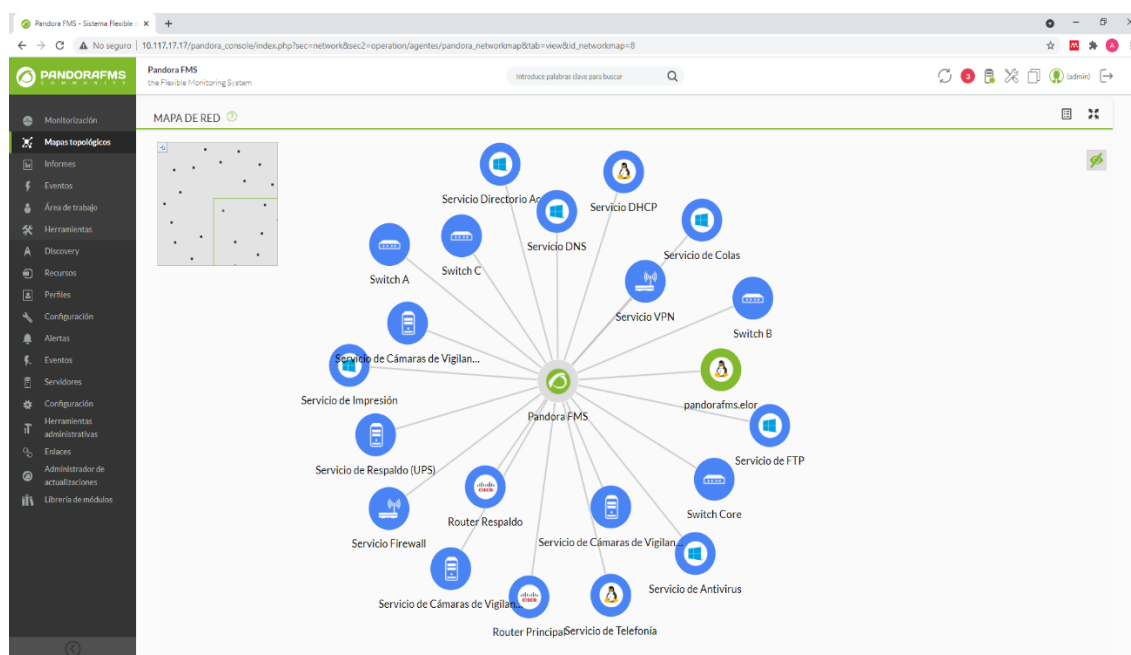 Pandora FMS - Sistema Flexible
No seguro
10.117.17.17/pandora_console/index.php?sec=network&sec2=operation/agentes/pandora_networkmap&tab=view&id_networkmap=8
A
PANDORAFMS
COMMUNITY
Pandora FMS
the Flexible Monitoring System
Introduce palabras clave para buscar
3
(admin)
Monitorización
Mapas topológicos
Informes
Eventos
Área de trabajo
Herramientas
Discovery
Recursos
Perfiles
Configuración
Alertas
Eventos
Servidores
Configuración
Herramientas
administrativas
Enlaces
Administrador de
actualizaciones
Librería de módulos
MAPA DE RED
Servicio Directorio Ac
Servicio DHCP
Servicio DNS
Servicio de Colas
Switch C
Switch A
Servicio VPN
Switch B
Servicio de Cámaras de Vigilan...
Servicio de Impresión
pandorafms.elor
Pandora FMS
Servicio de FTP
Servicio de Respaldo (UPS)
CISCO
Router Respaldo
Switch Core
Servicio Firewall
Servicio de Cámaras de Vigilan...
Servicio de Antivirus
Servicio de Cámaras de Vigilan...
CISCO
Router Principal
Servicio de Telefonía